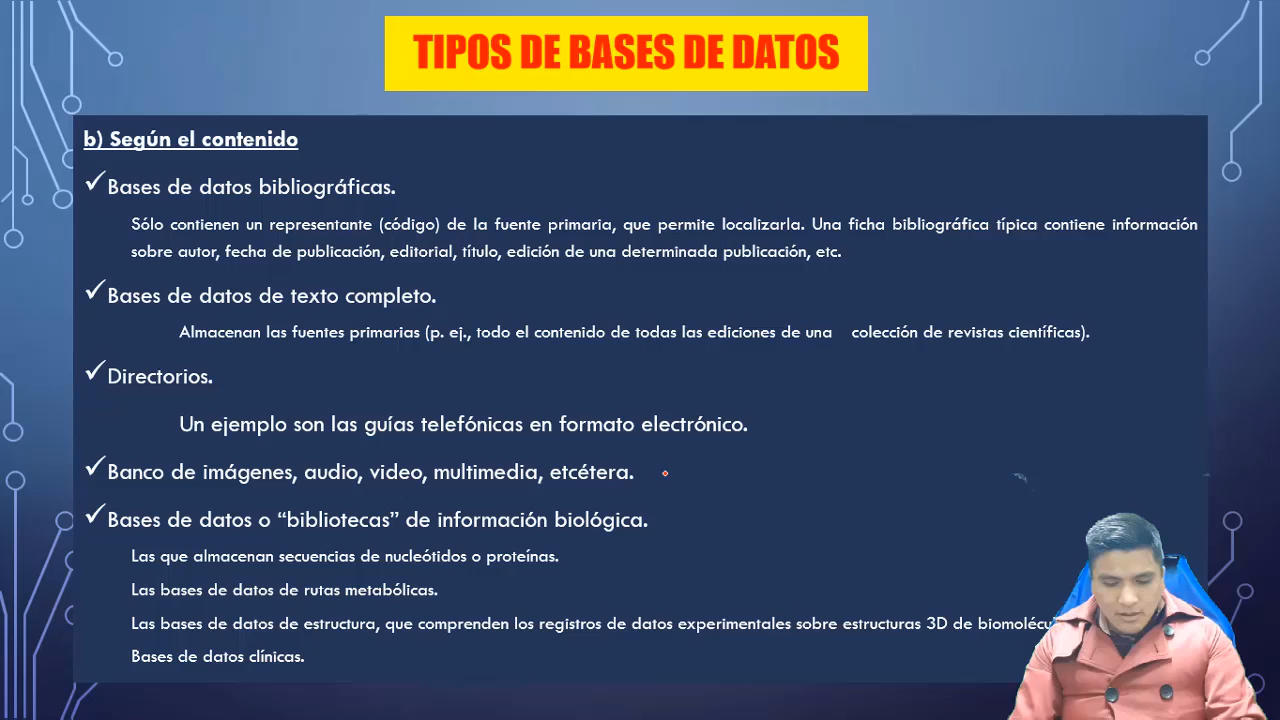 TIPOS DE BASES DE DATOS
b) Según el contenido
✓Bases de datos bibliográficas.
Sólo contienen un representante (código) de la fuente primaria, que permite localizarla. Una ficha bibliográfica típica contiene información
sobre autor, fecha de publicación, editorial, título, edición de una determinada publicación, etc.
✓Bases de datos de texto completo.
Almacenan las fuentes primarias (p. ej., todo el contenido de todas las ediciones de una colección de revistas científicas).
✓Directorios.
Un ejemplo son las guías telefónicas en formato electrónico.
✓Banco de imágenes, audio, video, multimedia, etcétera.
✓Bases de datos o “bibliotecas” de información biológica.
Las que almacenan secuencias de nucleótidos o proteínas.
Las bases de datos de rutas metabólicas.
Las bases de datos de estructura, que comprenden los registros de datos experimentales sobre estructuras 3D de
Bases de datos clínicas.